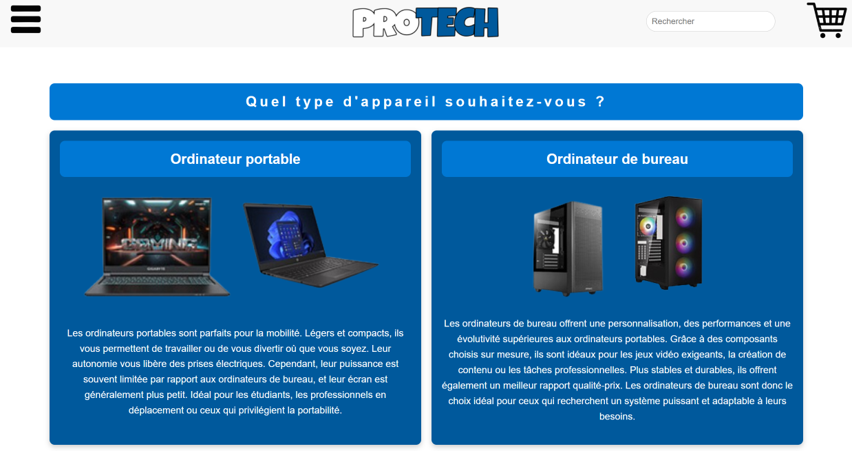 PROTECH
Rechercher
Quel type d'appareil souhaitez-vous ?
Ordinateur portable
GAMING
GIGABYTE
Les ordinateurs portables sont parfaits pour la mobilité. Légers et compacts, ils
vous permettent de travailler ou de vous divertir où que vous soyez. Leur
autonomie vous libère des prises électriques. Cependant, leur puissance est
souvent limitée par rapport aux ordinateurs de bureau, et leur écran est
généralement plus petit. Idéal pour les étudiants, les professionnels en
déplacement ou ceux qui privilégient la portabilité.
Ordinateur de bureau
Les ordinateurs de bureau offrent une personnalisation, des performances et une
évolutivité supérieures aux ordinateurs portables. Grâce à des composants
choisis sur mesure, ils sont idéaux pour les jeux vidéo exigeants, la création de
contenu ou les tâches professionnelles. Plus stables et durables, ils offrent
également un meilleur rapport qualité-prix. Les ordinateurs de bureau sont donc le
choix idéal pour ceux qui recherchent un système puissant et adaptable à leurs
besoins.